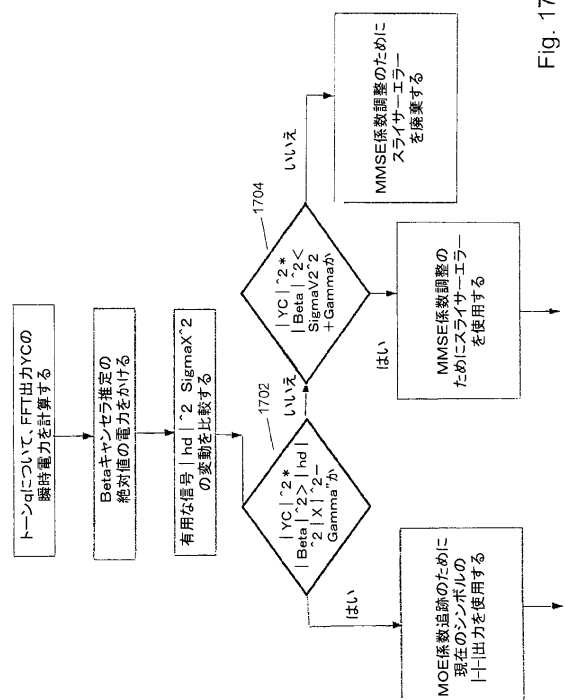 トーンqについて、FFT出力YCの
瞬時電力を計算する
Betaキャンセラ推定の
絶対値の電力をかける
有用な信号|hd|^2 SigmaX^2
の変動を比較する
1702
|YC|^2*
|Beta|^2>|hd|
^2|X|^2−
Gamma"か
はい
いいえ
MOE係数追跡のために
現在のシンボルの
|-|-|出力を使用する
1704
|YC|^2*
|Beta|^2<
SigmaV2^2
+Gammaか
はい
いいえ
MMSE係数調整の
ためにスライサーエラー
を使用する
MMSE係数調整のために
スライサーエラー
を廃棄する
Fig. 17